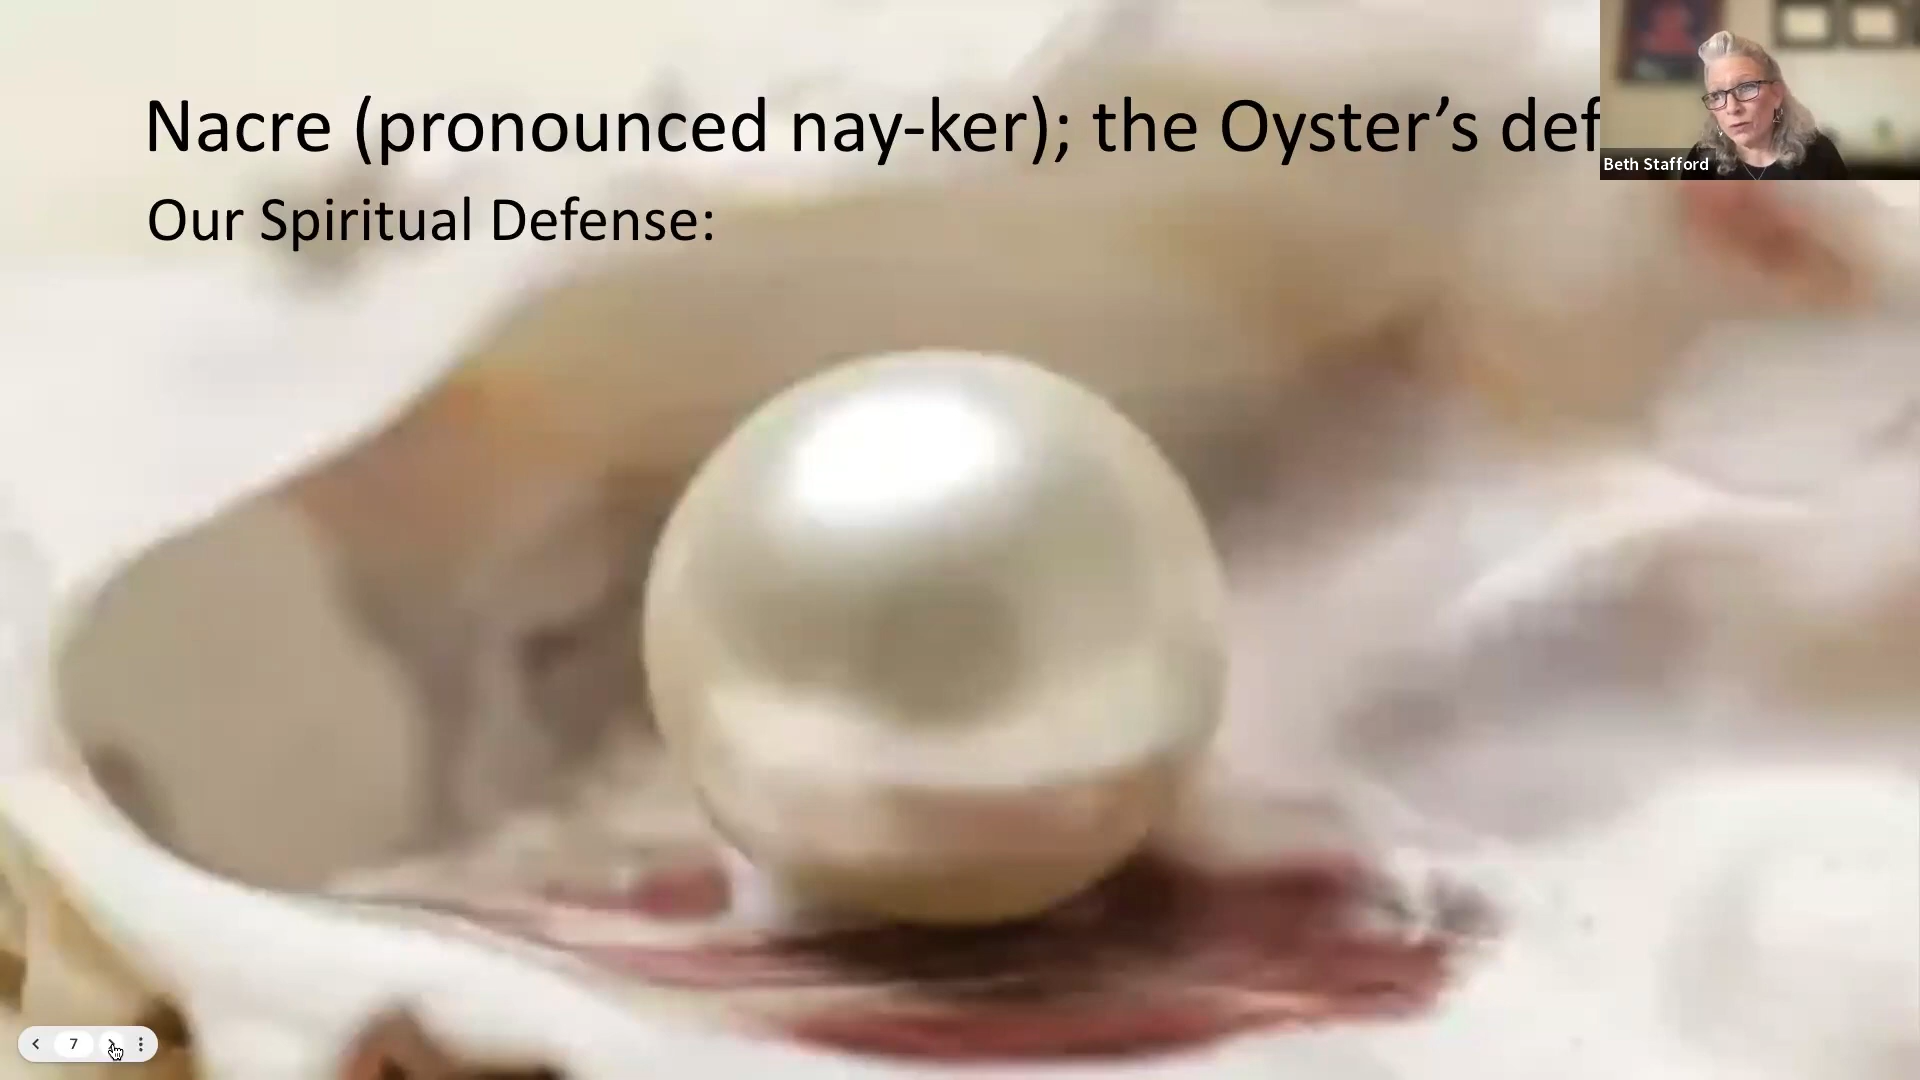 Nacre (pronounced nay-ker); the Oyster’s def
Our Spiritual Defense:
Beth Stafford
7